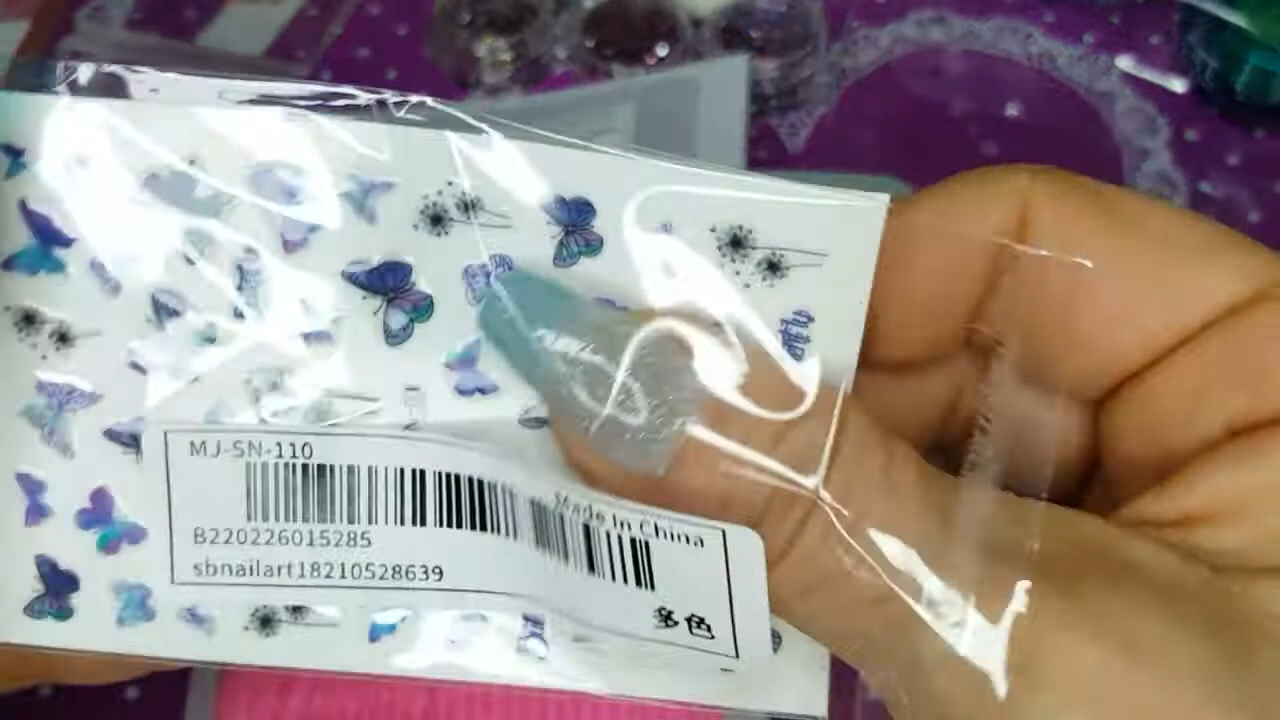 MJ-SN-110
Made In China
B220226015285
sbnailart18210528639
多色